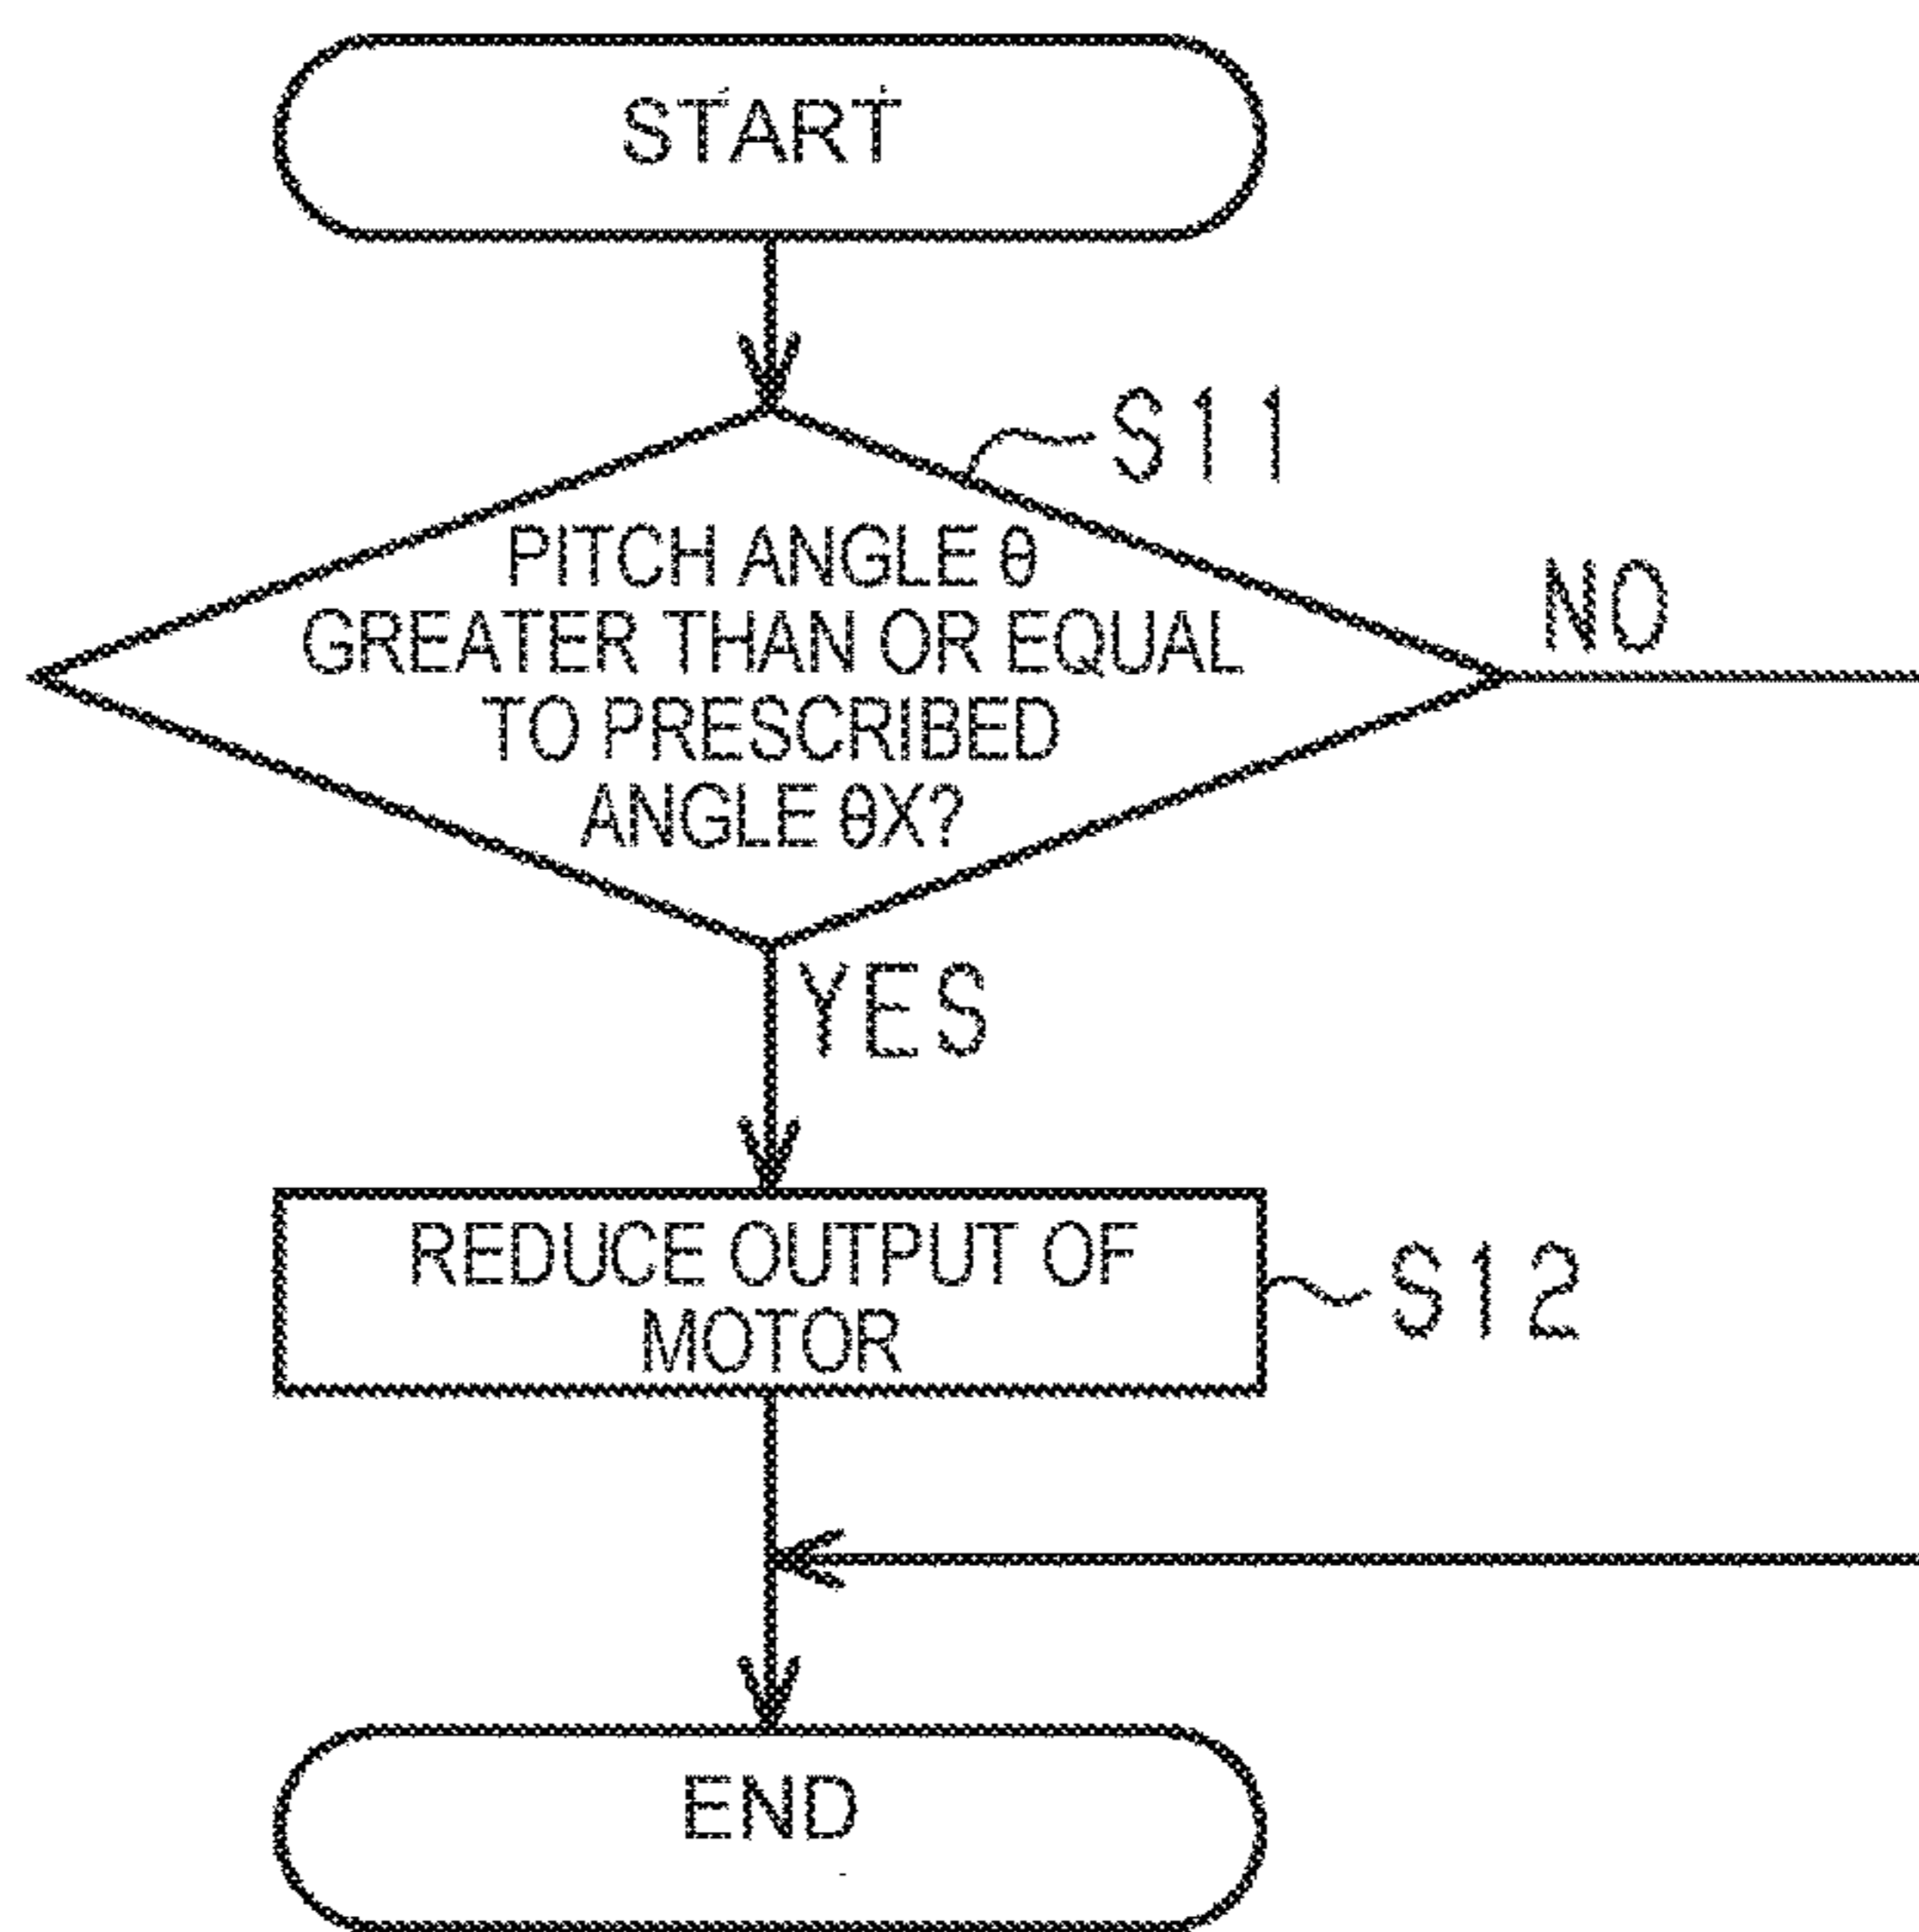 START
S11
PITCH ANGLE θ
GREATER THAN OR EQUAL
TO PRESCRIBED
ANGLE θX?
NO
YES
REDUCE OUTPUT OF
MOTOR
S12
END